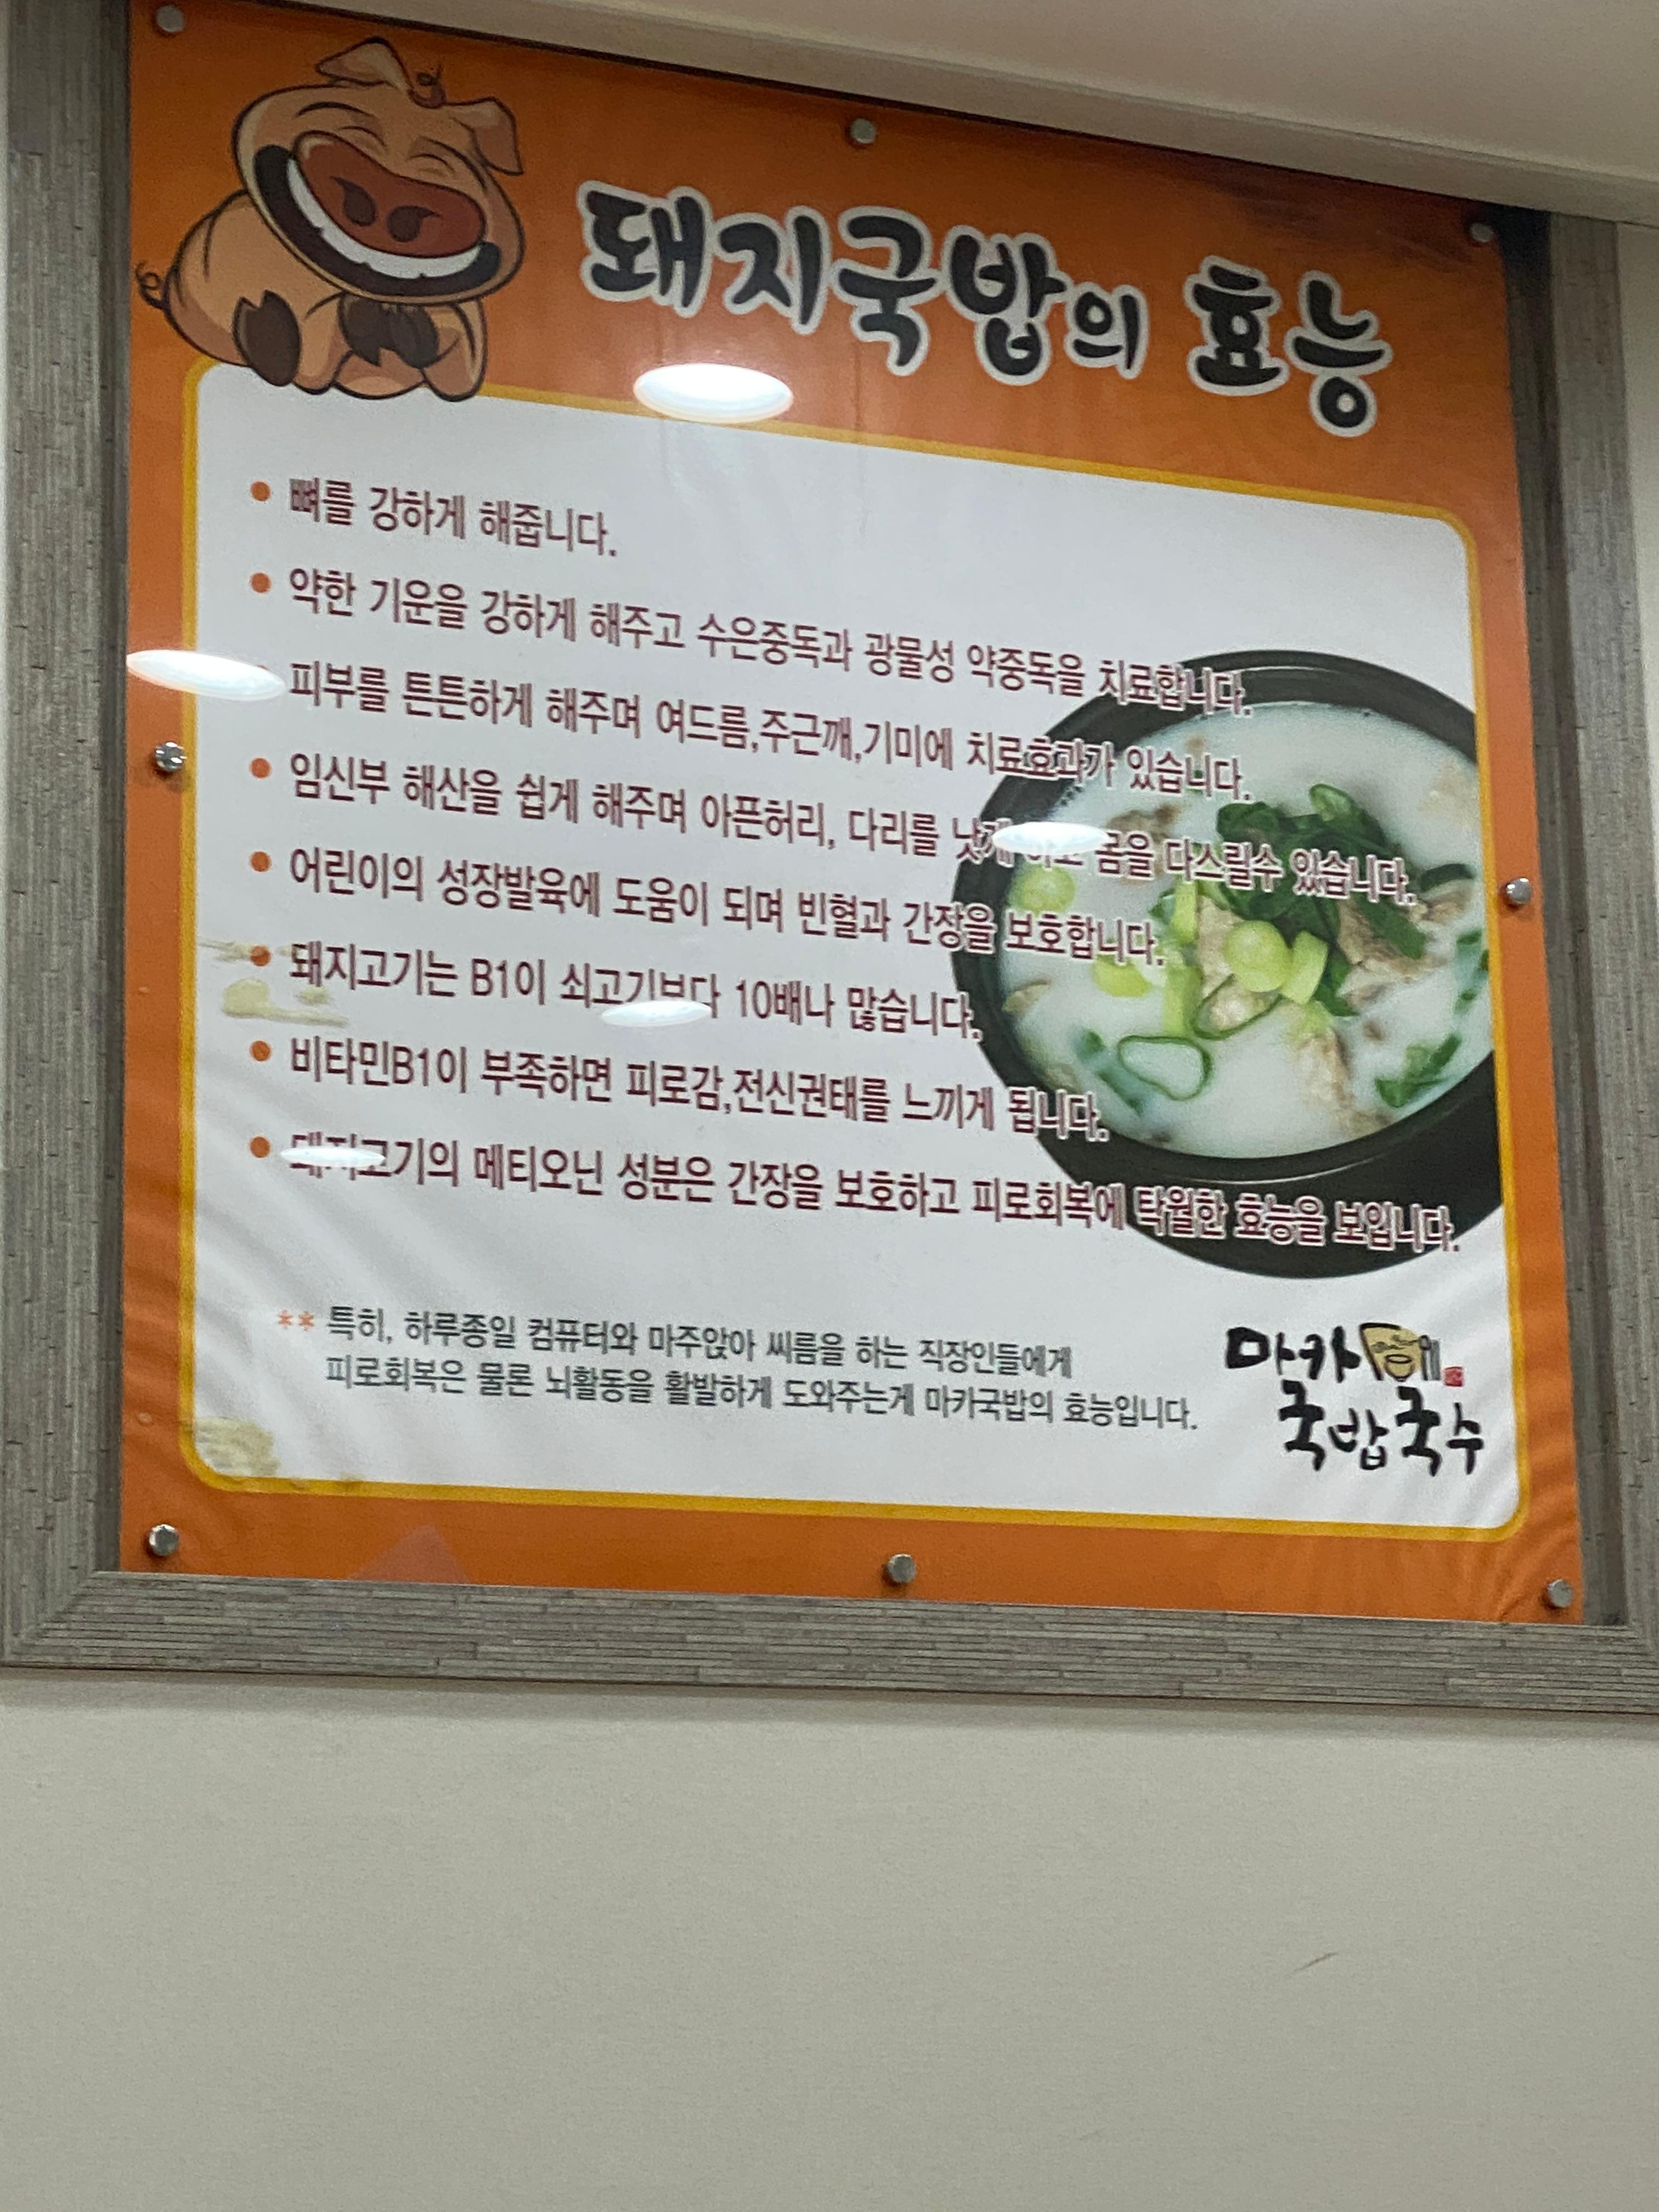 돼지국밥의 효능
뼈를 강하게 해줍니다.
약한 기운을 강하게 해주고 수은중독과 광물성 약중독을 치료합니다.
피부를 튼튼하게 해주며 여드름,주근깨,기미에 치료효과가 있습니다.
임신부 해산을 쉽게 해주며 아픈허리, 다리를 낫게 몸을 다스릴수 있습니다.
어린이의 성장발육에 도움이 되며 빈혈과 간장을 보호합니다.
돼지고기는 B1이 쇠고기보다 10배나 많습니다.
비타민B1이 부족하면 피로감,전신권태를 느끼게 됩니다.
돼지고기의 메티오닌 성분은 간장을 보호하고 피로회복에 탁월한 효능을 보입니다.
** 특히, 하루종일 컴퓨터와 마주앉아 씨름을 하는 직장인들에게
피로회복은 물론 뇌활동을 활발하게 도와주는게 마카국밥의 효능입니다.
마카
국밥국수